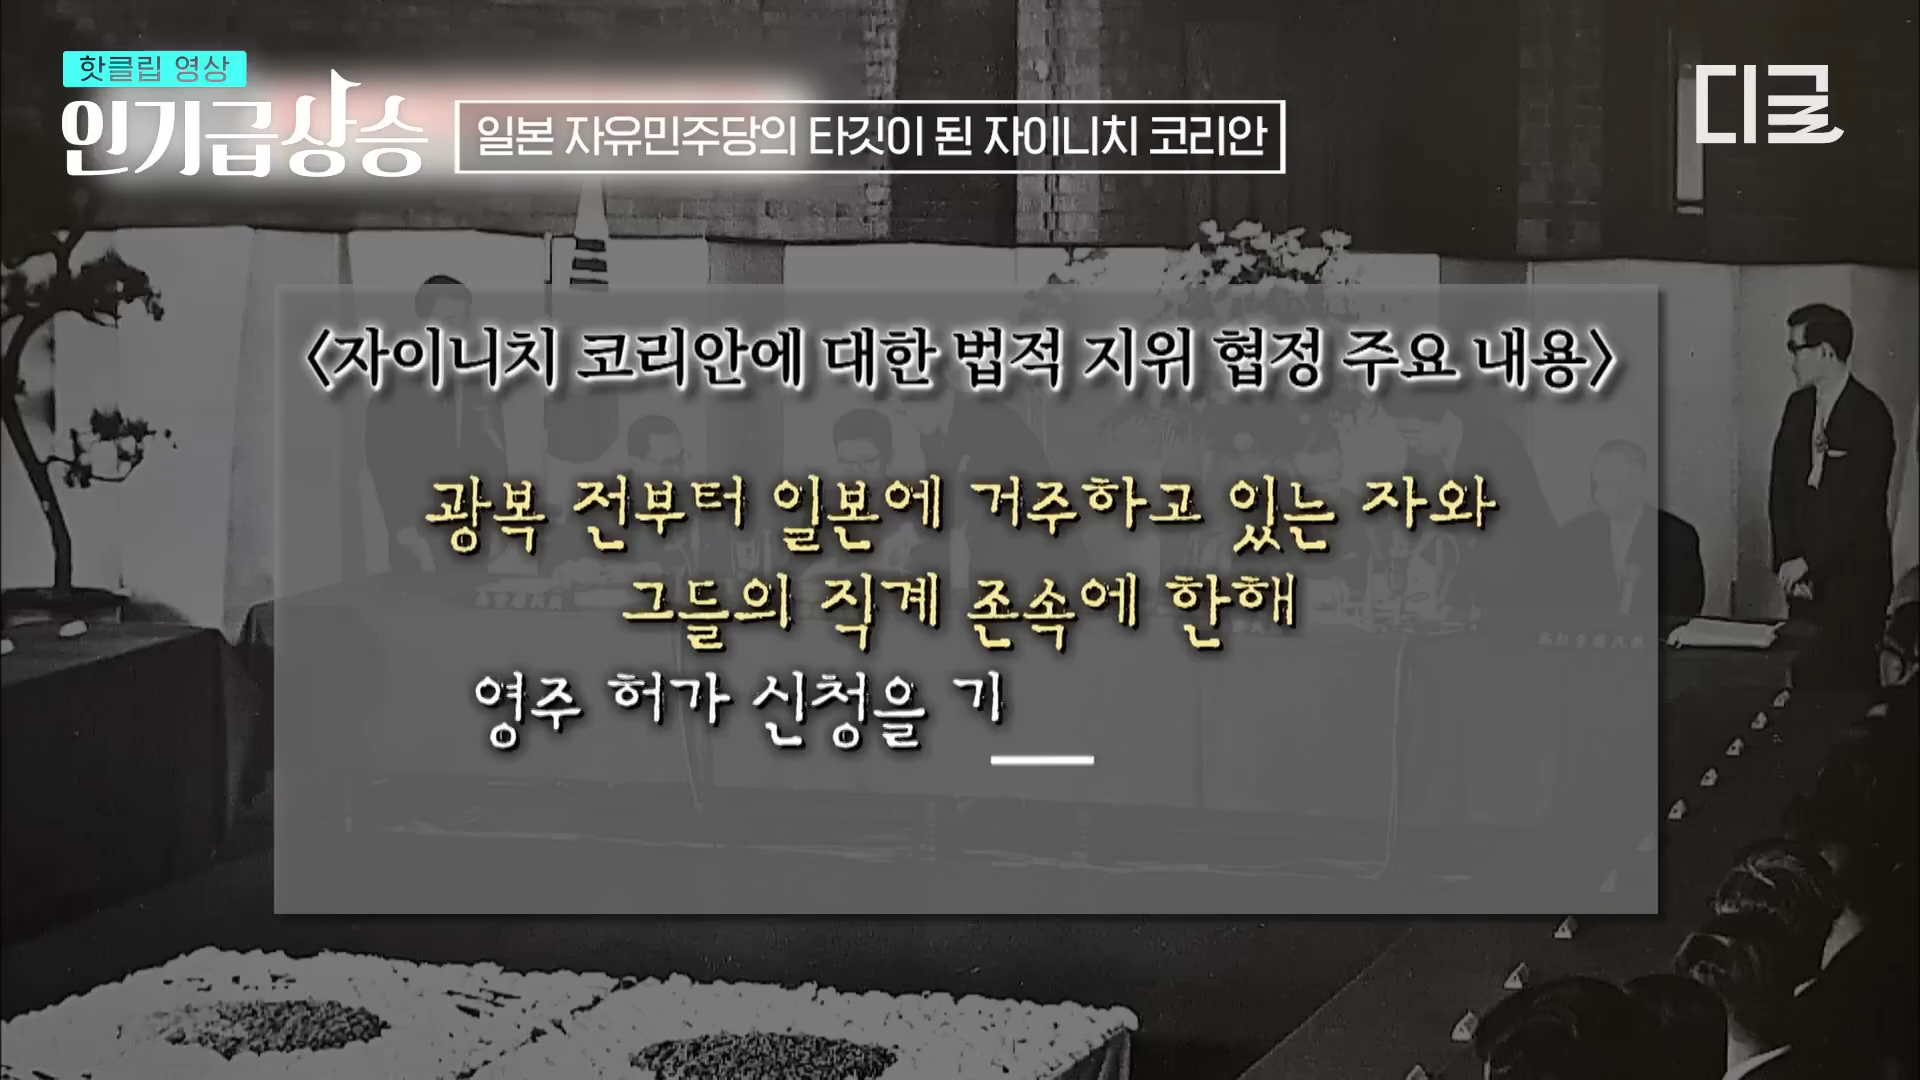 핫클립 영상
인기급상승
일본 자유민주당의 타깃이 된 자이니치 코리안
디글
〈자이니치 코리안에 대한 법적 지위 협정 주요 내용〉
광복 전부터 일본에 거주하고 있는 자와
그들의 직계 존속에 한해
영주 허가 신청을 기